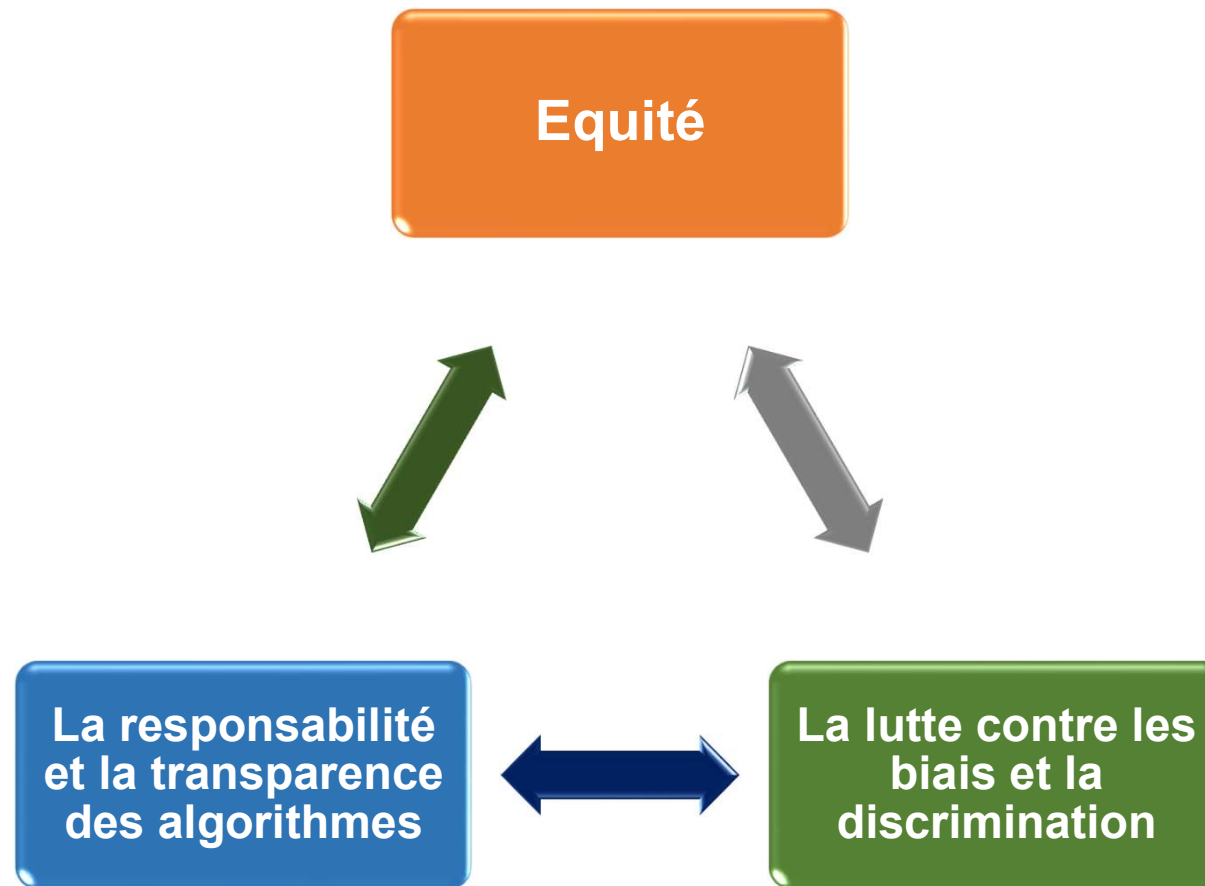 Equité
La responsabilité
et la transparence
des algorithmes
La lutte contre les
biais et la
discrimination